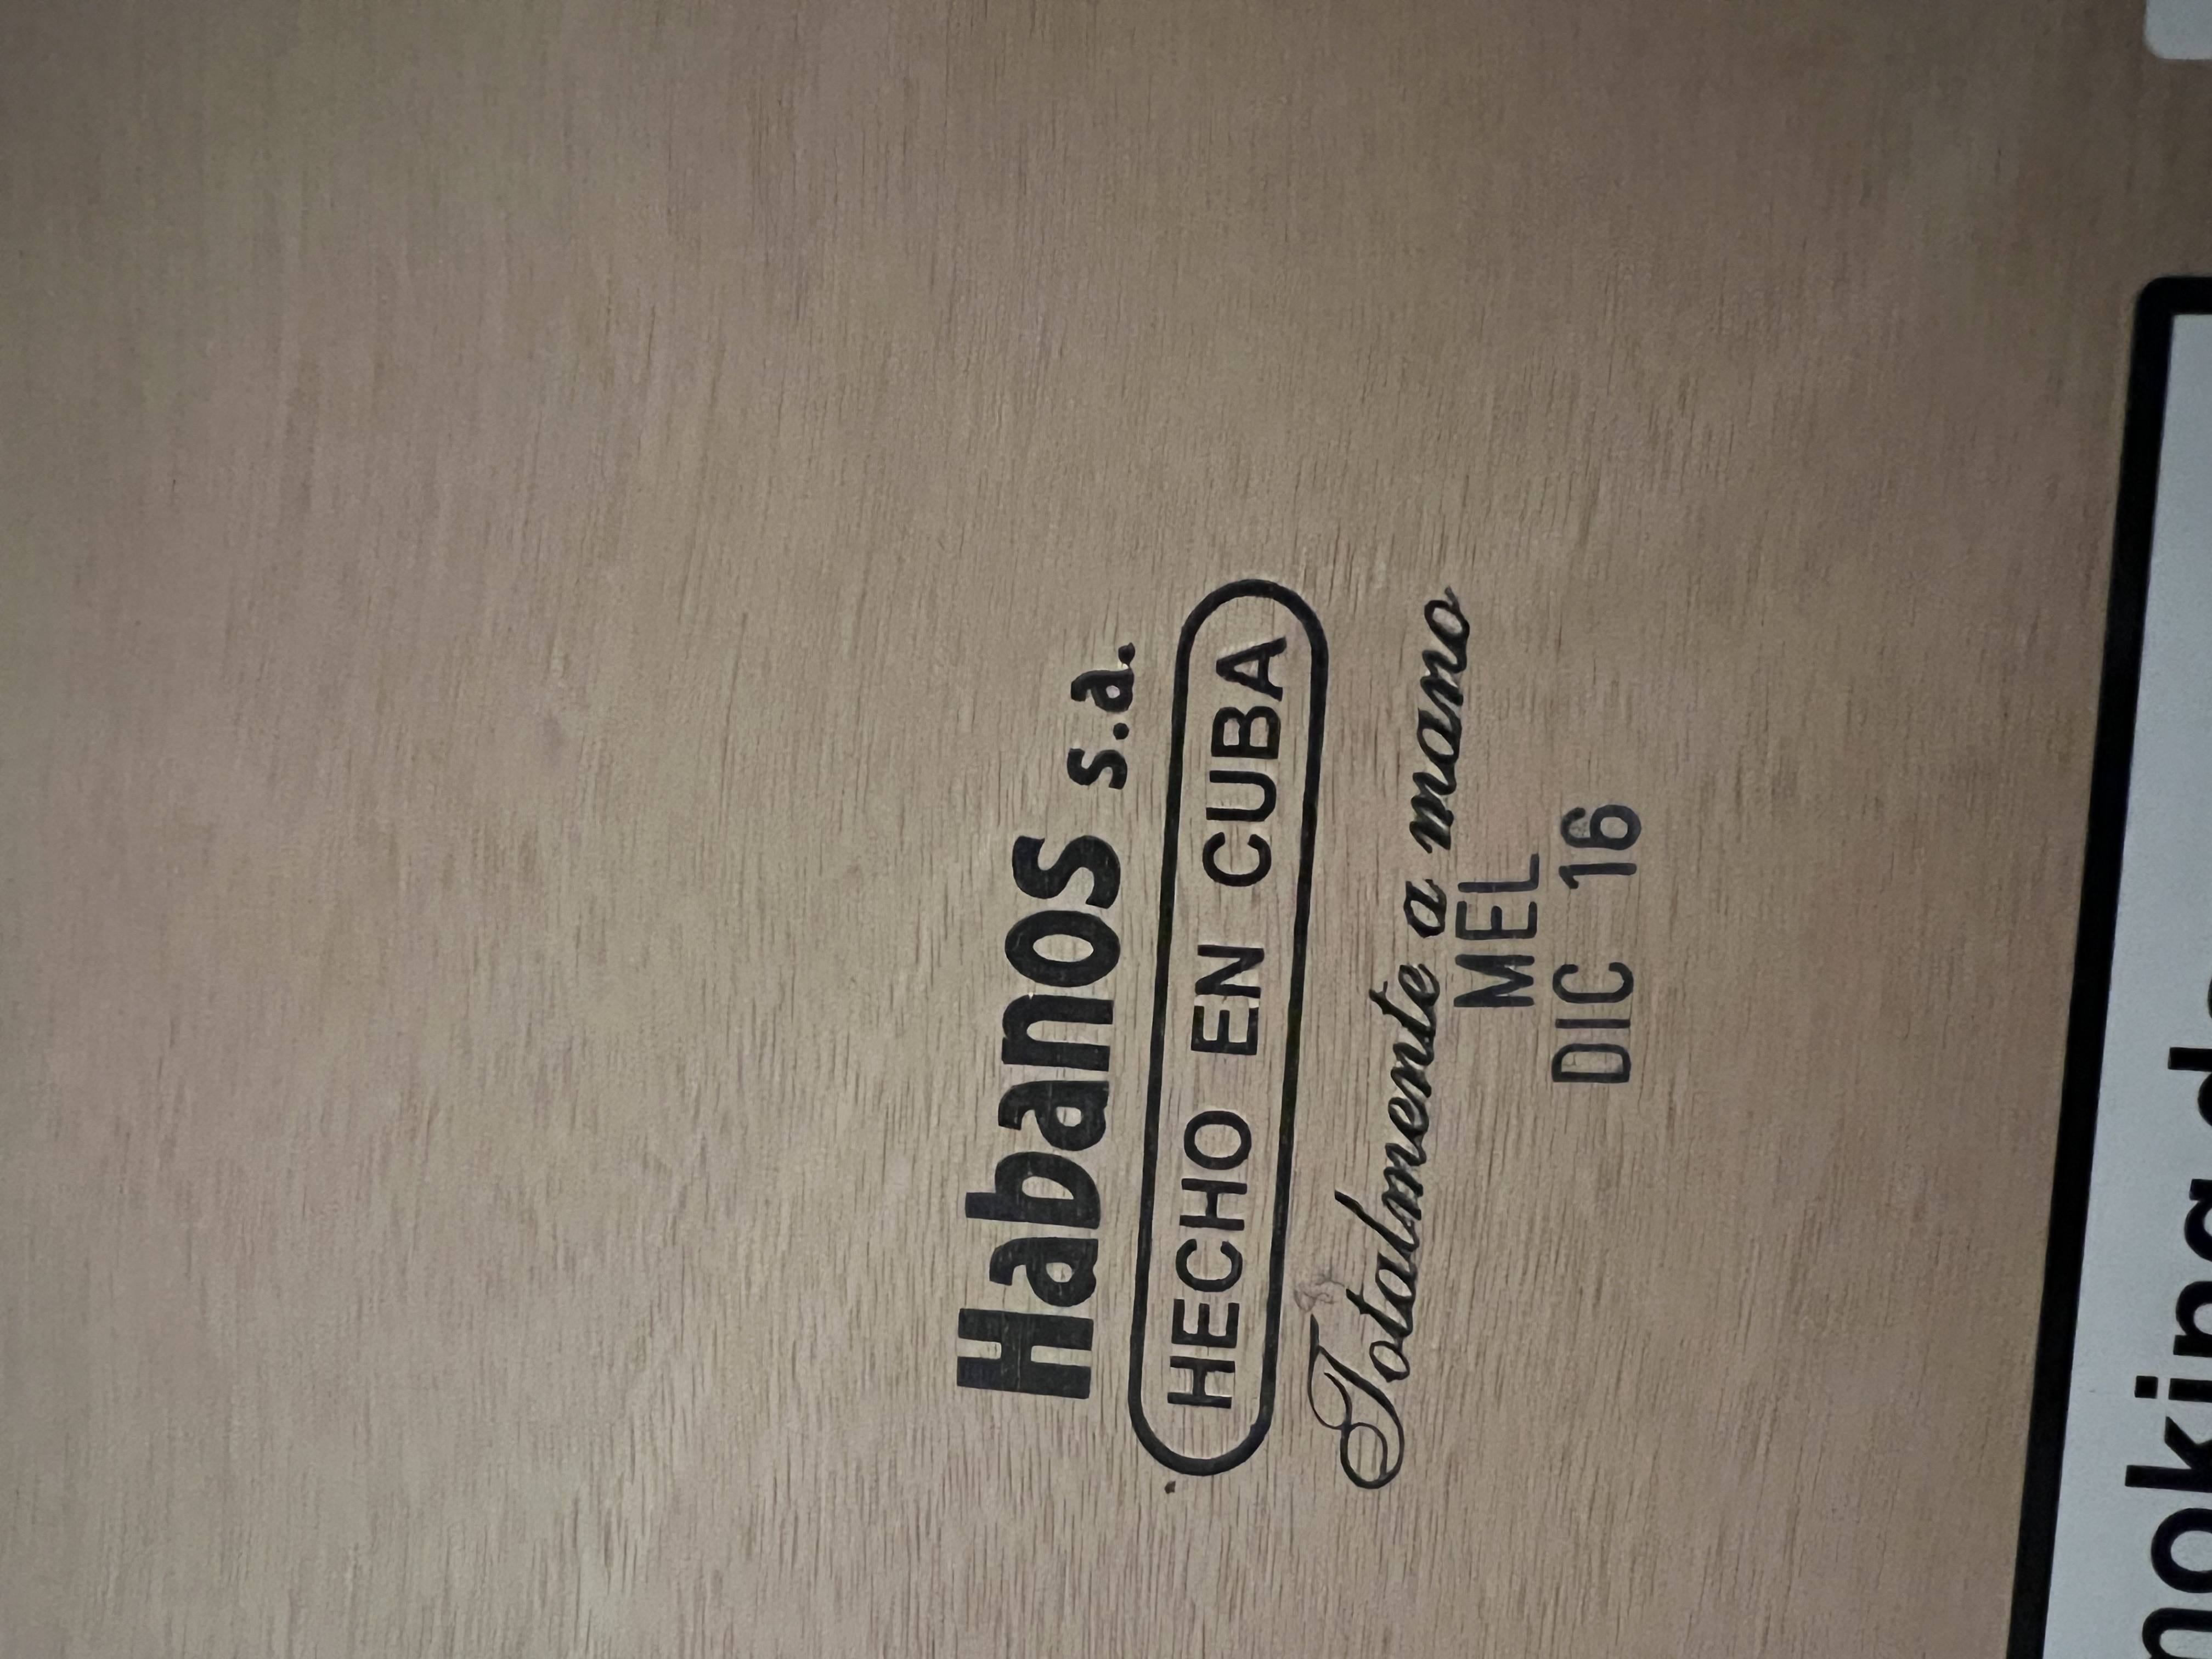 Habanos s.a.
HECHO EN CUBA
Totalmente a mano
MEL
DIC 16